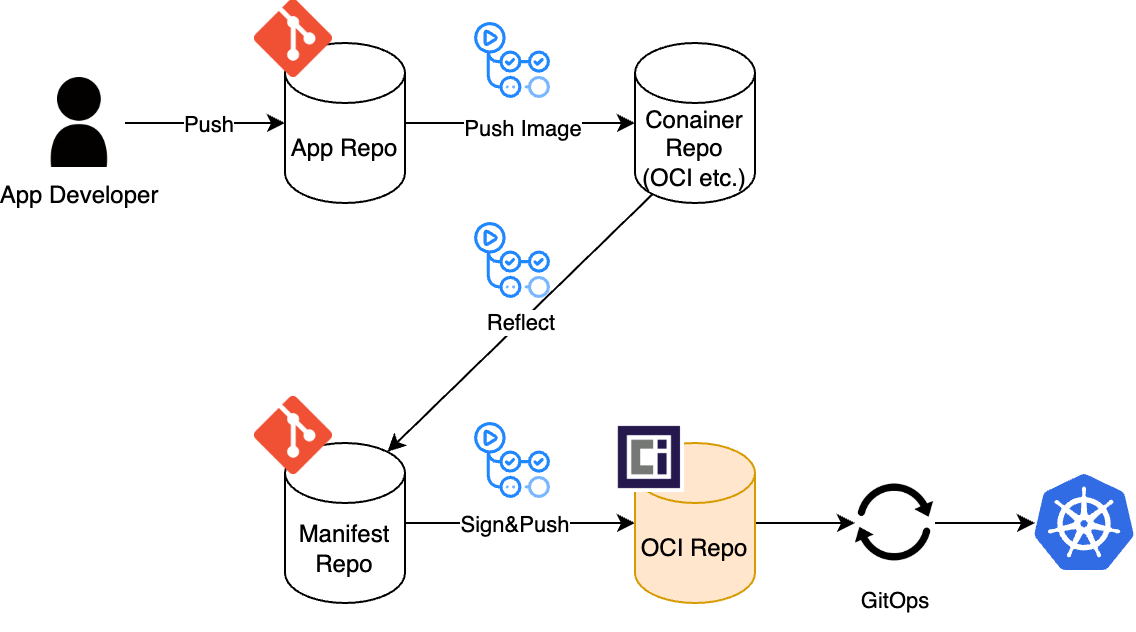 Push
App Repo
Push Image
Conainer
Repo
(OCI etc.)
App Developer
Reflect
Manifest
Repo
Sign&Push
Ci
OCI Repo
GitOps